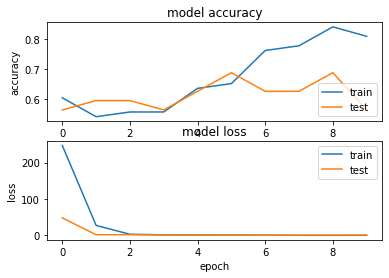 model accuracy
accuracy
0.8
0.7
0.6
train
test
0 2 4 6 8
model loss
loss
200
100
0
train
test
0 2 4 6 8
epoch